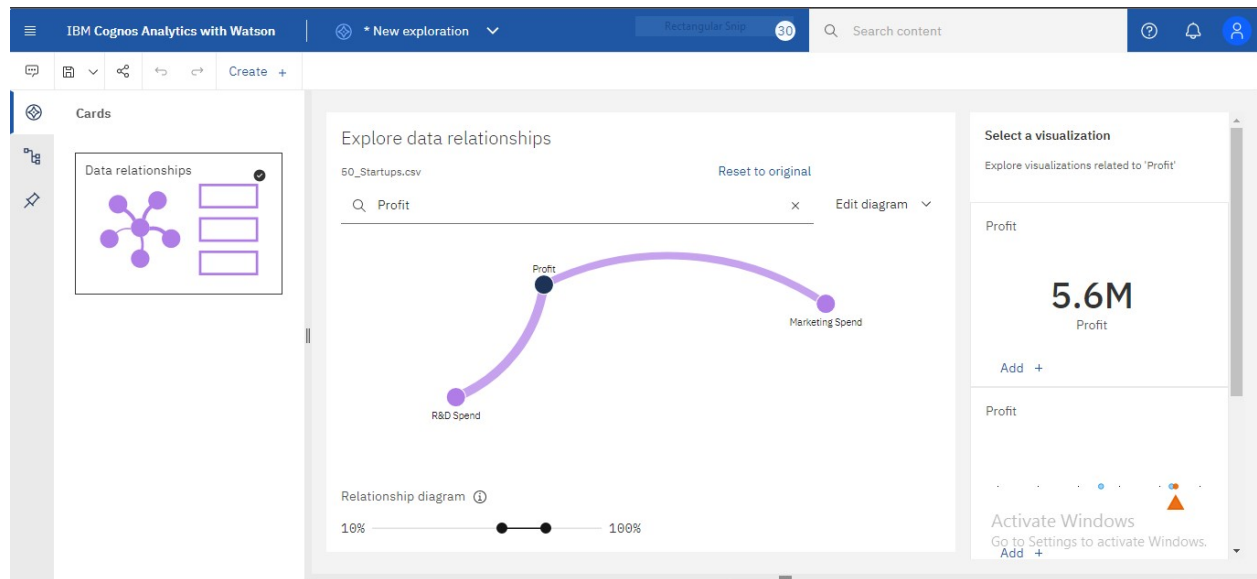 IBM Cognos Analytics with Watson
* New exploration
Rectangular Snip
30
Search content
Create +
Cards
Data relationships
Explore data relationships
50_Startups.csv
Reset to original
Profit
Edit diagram
Profit
Marketing Spend
R&D Spend
Relationship diagram
10%
100%
Select a visualization
Explore visualizations related to 'Profit'
Profit
5.6M
Profit
Add +
Profit
Activate Windows
Go to Settings to activate Windows.
Add +